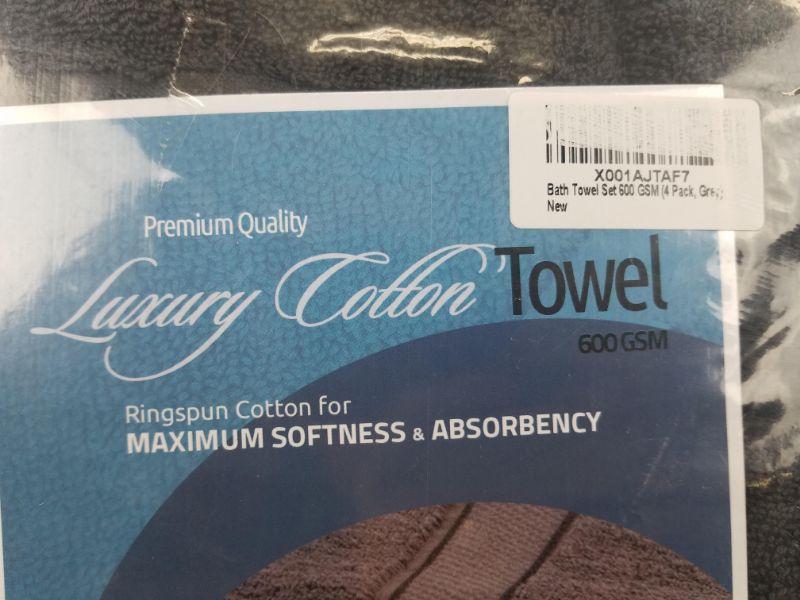 X001AJTAF7
Bath Towel Set 600 GSM (4 Pack, Grey)
New
Premium Quality
Luxury Cotton Towel
600 GSM
Ringspun Cotton for
MAXIMUM SOFTNESS & ABSORBENCY